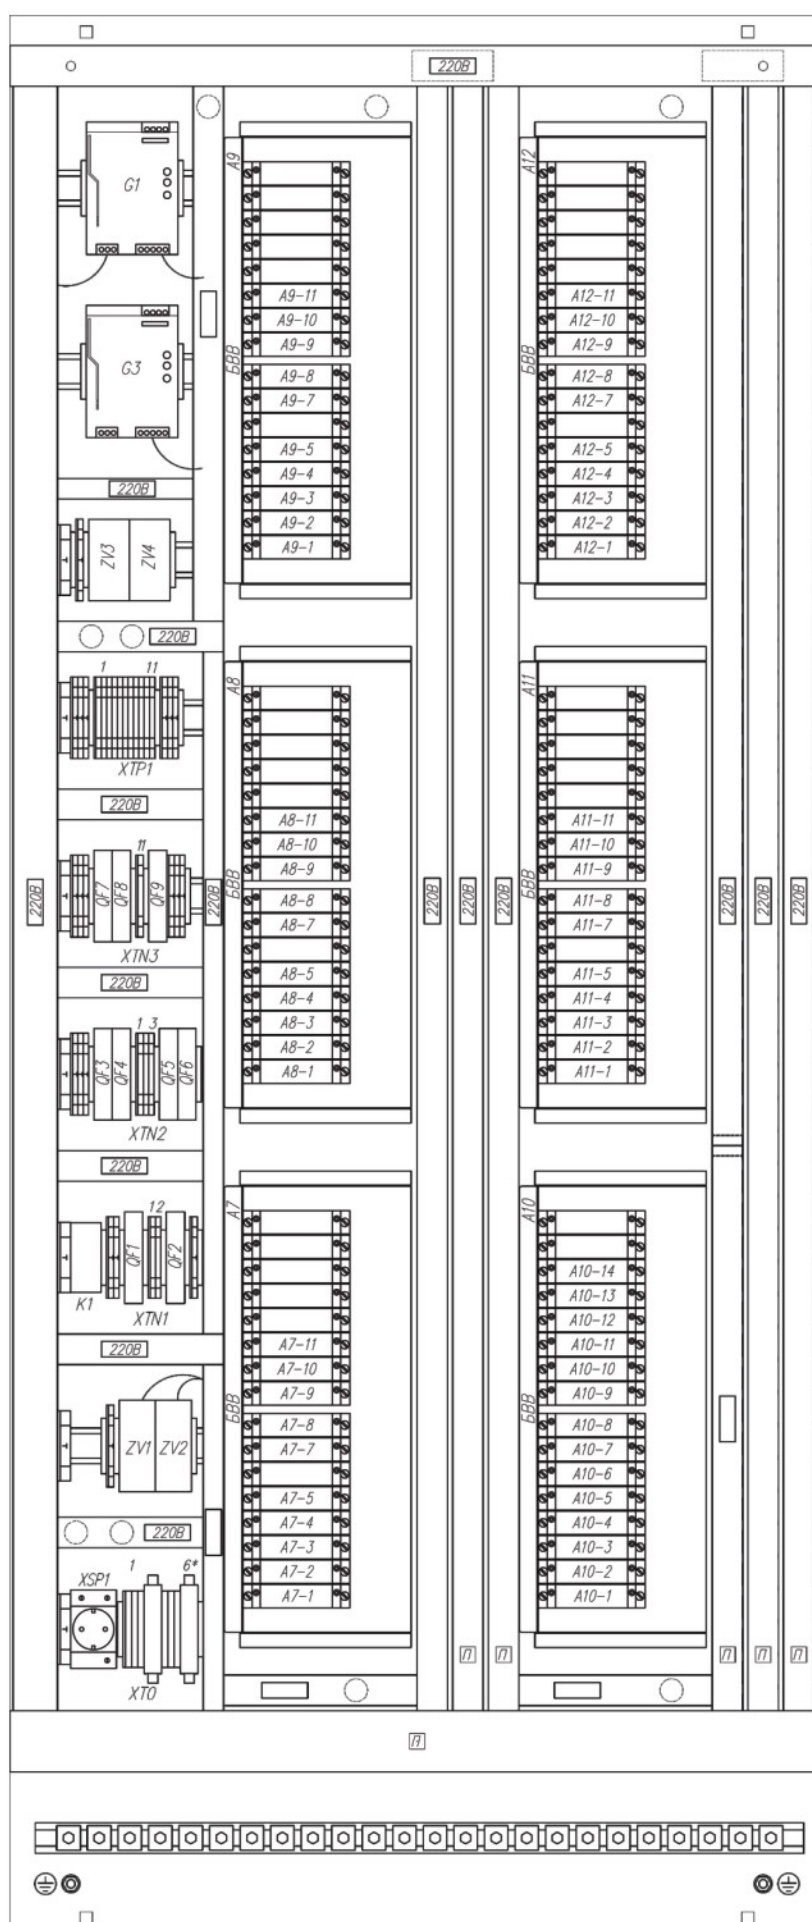 220В
G1
G3
220В
ZV3 ZV4
220В
1 11
XTP1
220В
11
QF7 QF8 QF9
XTN3
220В
1 3
QF3 QF4 QF5 QF6
XTN2
220В
12
QF1 QF2
K1
XTN1
220В
ZV1 ZV2
220В
1 6*
XSP1
XT0
220В
220В
A9
БВВ
A9-11
A9-10
A9-9
A9-8
A9-7
A9-5
A9-4
A9-3
A9-2
A9-1
A8
БВВ
A8-11
A8-10
A8-9
A8-8
A8-7
A8-5
A8-4
A8-3
A8-2
A8-1
A7
БВВ
A7-11
A7-10
A7-9
A7-8
A7-7
A7-5
A7-4
A7-3
A7-2
A7-1
220В
220В
220В
A12
БВВ
A12-11
A12-10
A12-9
A12-8
A12-7
A12-5
A12-4
A12-3
A12-2
A12-1
A11
БВВ
A11-11
A11-10
A11-9
A11-8
A11-7
A11-5
A11-4
A11-3
A11-2
A11-1
A10
БВВ
A10-14
A10-13
A10-12
A10-11
A10-10
A10-9
A10-8
A10-7
A10-6
A10-5
A10-4
A10-3
A10-2
A10-1
220В
220В
220В
П
П
П
П
П
П